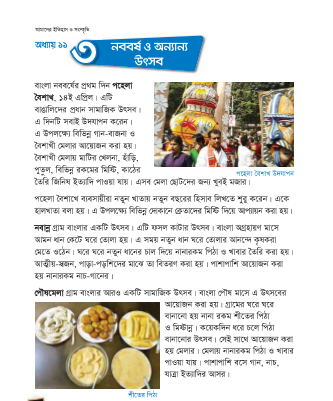 আমাদের ইতিহাস ও সংস্কৃতি
অধ্যায় ১১
নববর্ষ ও অন্যান্য
উৎসব
বাংলা নববর্ষের প্রথম দিন পহেলা
বৈশাখ, ১৪ই এপ্রিল। এটি
বাঙালিদের প্রধান সামাজিক উৎসব।
এ দিনটি সবাই উদযাপন করেন।
এ উপলক্ষ্যে বিভিন্ন গান-বাজনা ও
বৈশাখী মেলার আয়োজন করা হয়।
বৈশাখী মেলায় মাটির খেলনা, হাঁড়ি,
পুতুল, বিভিন্ন রকমের মিষ্টি, কাঠের
পহেলা বৈশাখ উদযাপন
তৈরি জিনিষ ইত্যাদি পাওয়া যায়। এসব মেলা ছোটদের জন্য খুবই মজার।
পহেলা বৈশাখে ব্যবসায়ীরা নতুন খাতায় নতুন বছরের হিসাব লিখতে শুরু করেন। একে
হালখাতা বলা হয়। এ উপলক্ষ্যে বিভিন্ন দোকানে ক্রেতাদের মিষ্টি দিয়ে আপ্যায়ন করা হয়।
নবান্ন গ্রাম বাংলার একটি উৎসব। এটি ফসল কাটার উৎসব। বাংলা অগ্রহায়ণ মাসে
আমন ধান কেটে ঘরে তোলা হয়। এ সময় নতুন ধান ঘরে তোলার আনন্দে কৃষকরা
মেতে ওঠেন। ঘরে ঘরে নতুন ধানের চাল দিয়ে নানারকম পিঠা ও খাবার তৈরি করা হয়।
আত্মীয়-স্বজন, পাড়া-পড়শিদের মাঝে তা বিতরণ করা হয়। পাশাপাশি আয়োজন করা
হয় নানারকম নাচ-গানের।
পৌষমেলা গ্রাম বাংলার আরও একটি সামাজিক উৎসব। বাংলা পৌষ মাসে এ উৎসবের
আয়োজন করা হয়। গ্রামের ঘরে ঘরে
বানানো হয় নানা রকম শীতের পিঠা
ও মিষ্টান্ন। কয়েকদিন ধরে চলে পিঠা
বানানোর উৎসব। সেই সাথে আয়োজন করা
হয় মেলার। মেলায় নানারকম পিঠা ও খাবার
পাওয়া যায়। পাশাপাশি বসে গান, নাচ,
যাত্রা ইত্যাদির আসর।
শীতের পিঠা